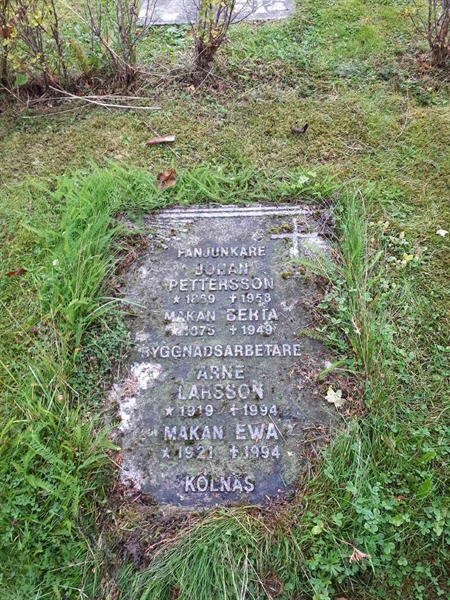 FANJUNKARE
JOHAN
PETTERSSON
* 1869 †1958
MAKAN BERTA
* 1875 †1949
BYGGNADSARBETARE
ARNE
LARSSON
* 1919 †1994
MAKAN EWA
* 1921 †1994
KOLNÄS